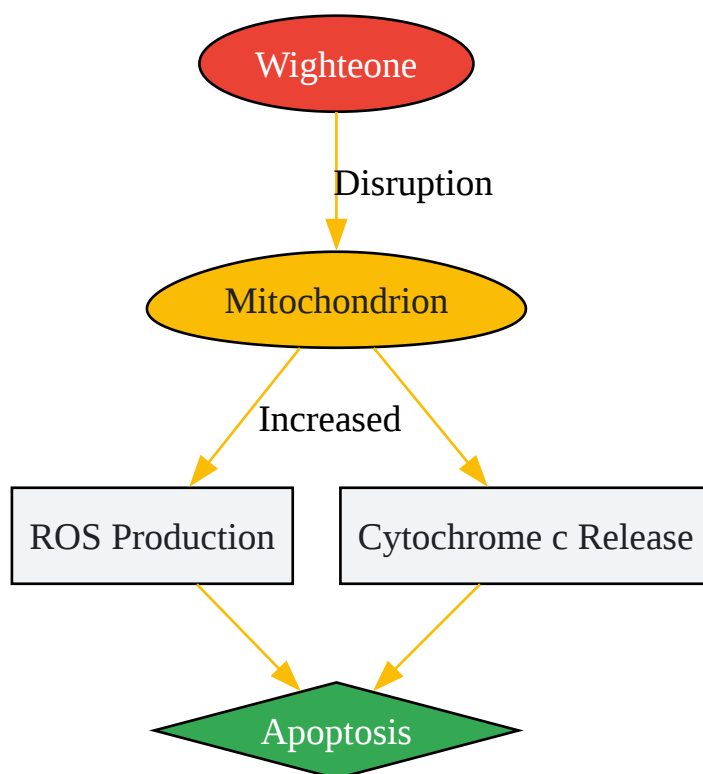 Wighteone
Disruption
Mitochondrion
Increased
ROS Production
Cytochrome c Release
Apoptosis